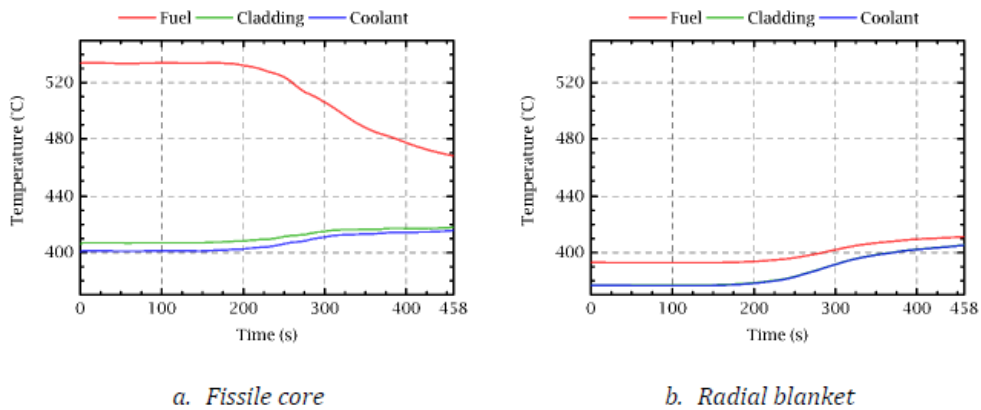 Fuel Cladding Coolant
Temperature (°C)
520
480
440
400
0 100 200 300 400 458
Time (s)
a. Fissile core
Fuel Cladding Coolant
Temperature (°C)
520
480
440
400
0 100 200 300 400 458
Time (s)
b. Radial blanket